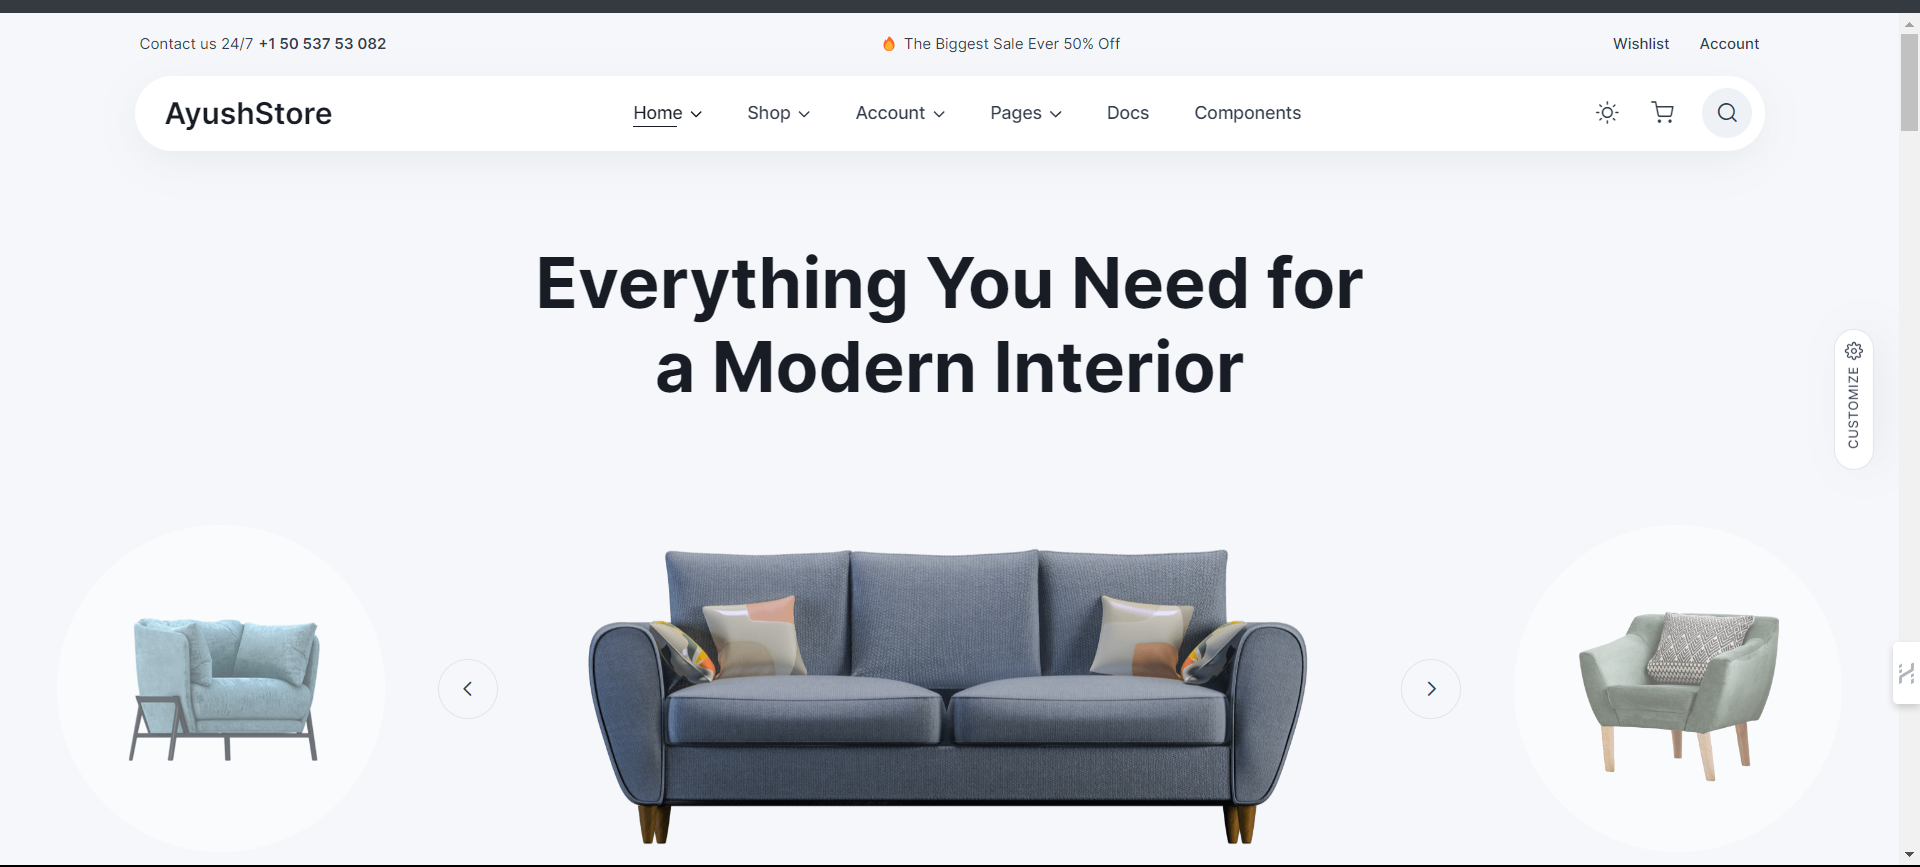 Contact us 24/7 +1 50 537 53 082
🔥 The Biggest Sale Ever 50% Off
Wishlist
Account
AyushStore
Home
Shop
Account
Pages
Docs
Components
Everything You Need for
a Modern Interior
CUSTOMIZE